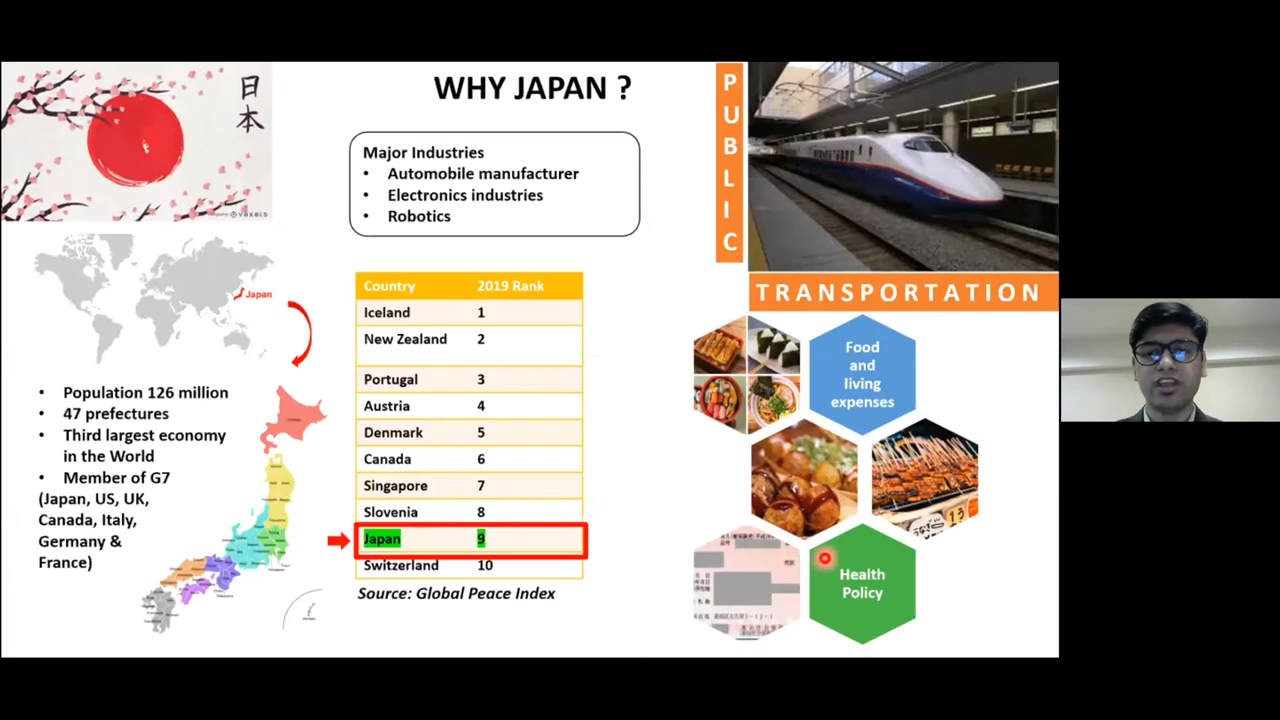 日
本
WHY JAPAN ?
Major Industries
• Automobile manufacturer
• Electronics industries
• Robotics
Japan
• Population 126 million
• 47 prefectures
• Third largest economy
in the World
• Member of G7
(Japan, US, UK,
Canada, Italy,
Germany &
France)
Country 2019 Rank
Iceland 1
New Zealand 2
Portugal 3
Austria 4
Denmark 5
Canada 6
Singapore 7
Slovenia 8
Japan 9
Switzerland 10
Source: Global Peace Index
PUBLIC
TRANSPORTATION
Food
and
living
expenses
Health
Policy